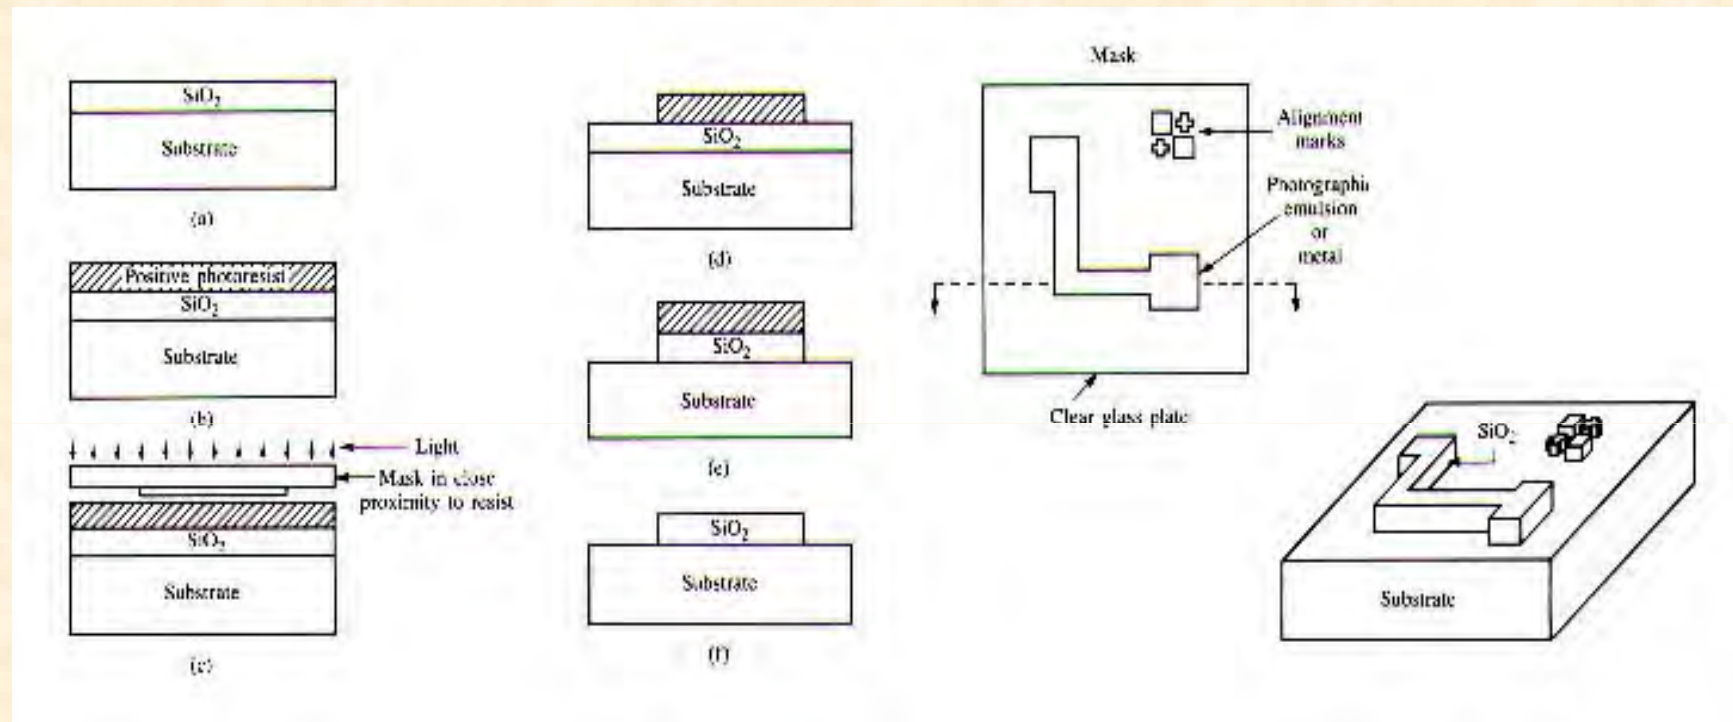 SiO2
Substrate
(a)
Positive photoresist
SiO2
Substrate
(b)
Light
Mask in close
proximity to resist
SiO2
Substrate
(c)
SiO2
Substrate
(d)
SiO2
Substrate
(e)
SiO2
Substrate
(f)
Mask
Alignment
marks
Photographi
emulsion
or
metal
Clear glass plate
SiO2
Substrate